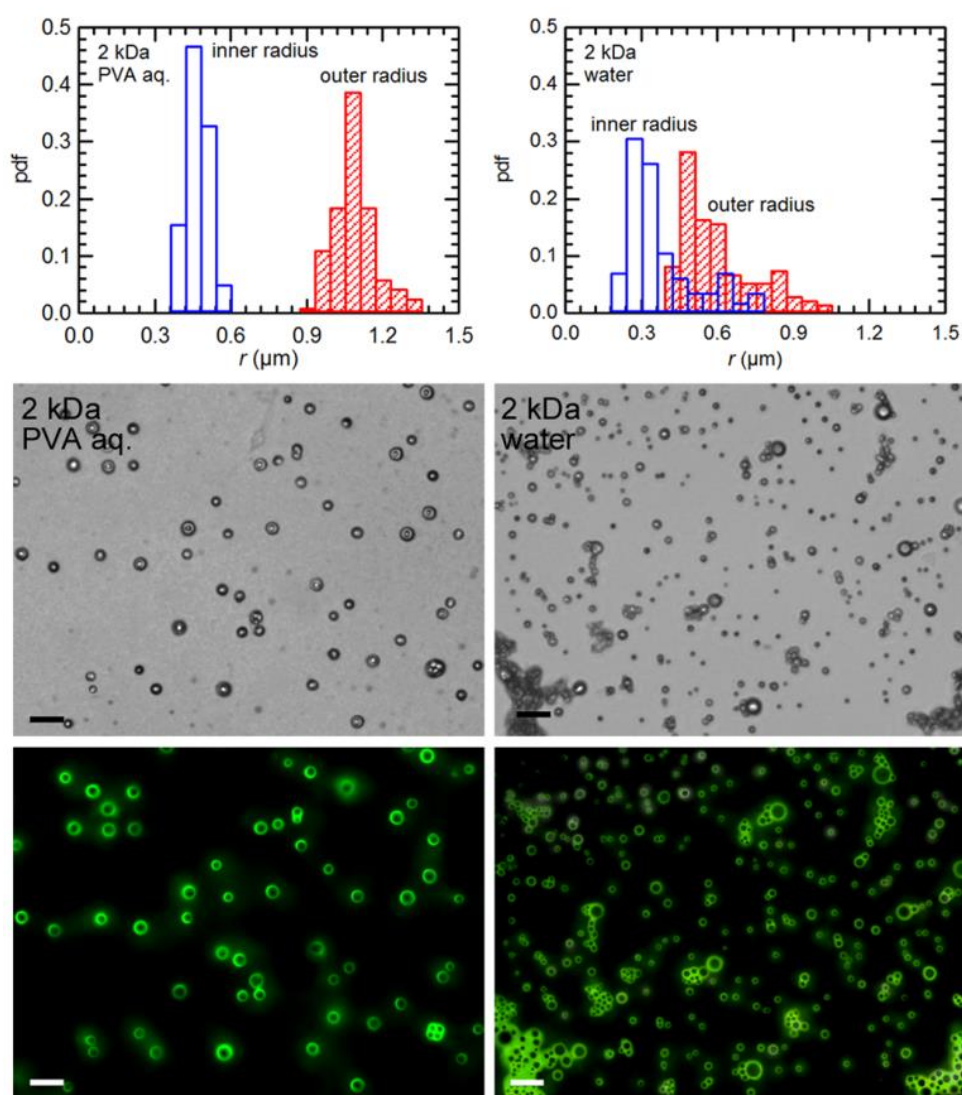 0.5
2 kDa
PVA aq.
inner radius
outer radius
0.4
0.3
0.2
0.1
0.0
pdf
0.0 0.3 0.6 0.9 1.2 1.5
r (μm)
0.5
2 kDa
water
inner radius
outer radius
0.4
0.3
0.2
0.1
0.0
pdf
0.0 0.3 0.6 0.9 1.2 1.5
r (μm)
2 kDa
PVA aq.
2 kDa
water